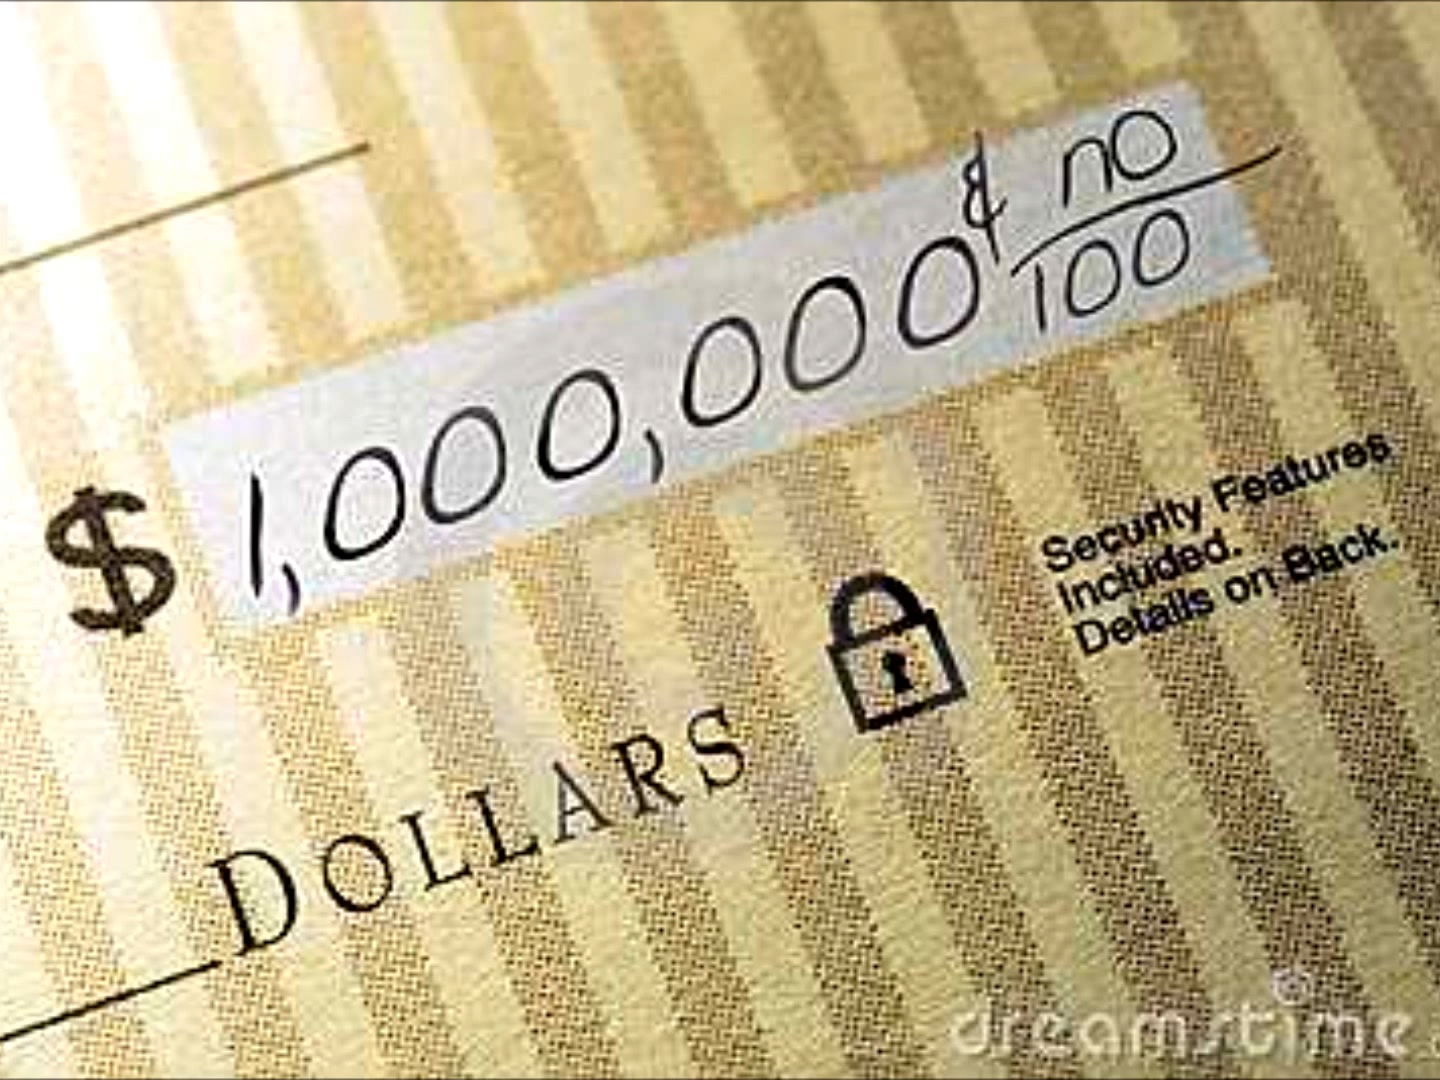 $ 1,000,000 & no/100
Security Features
Included.
Details on Back.
DOLLARS
dreamstime